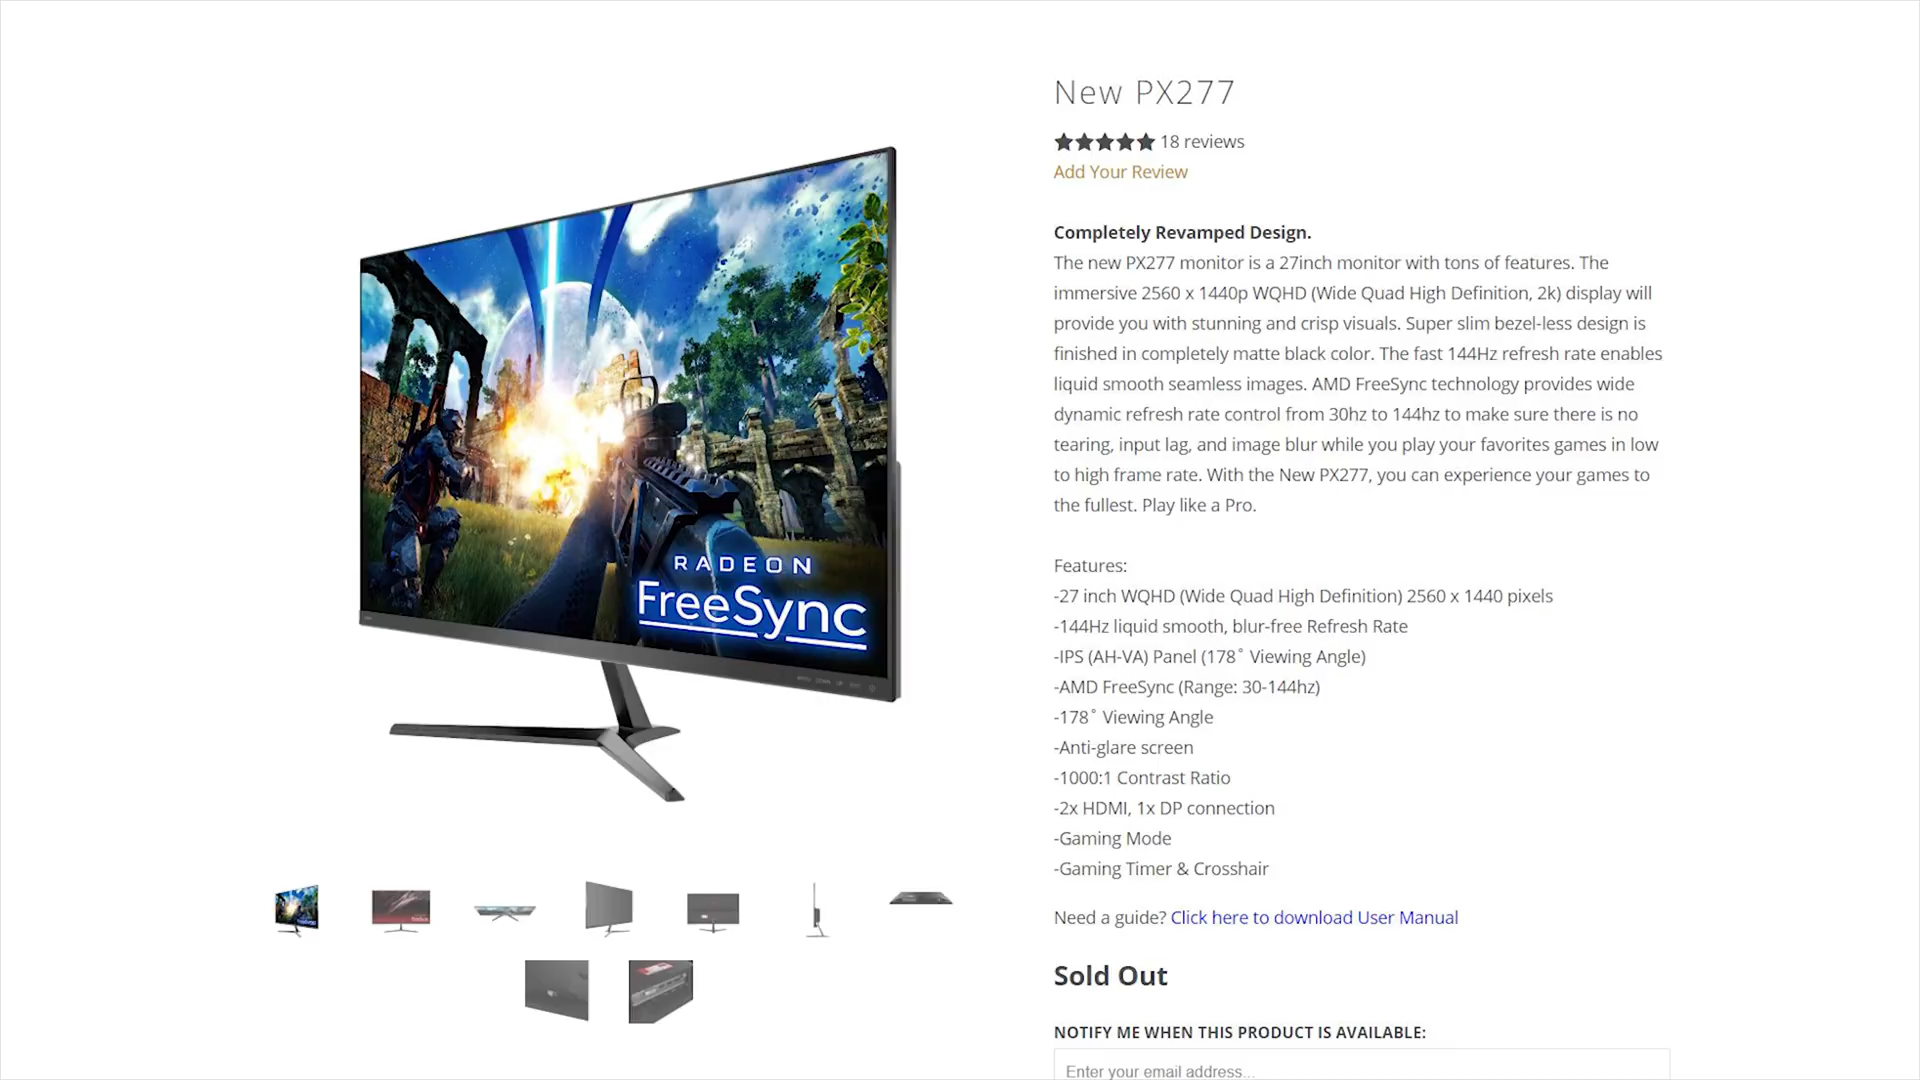 New PX277
18 reviews
Add Your Review
Completely Revamped Design.
The new PX277 monitor is a 27inch monitor with tons of features. The
immersive 2560 x 1440p WQHD (Wide Quad High Definition, 2k) display will
provide you with stunning and crisp visuals. Super slim bezel-less design is
finished in completely matte black color. The fast 144Hz refresh rate enables
liquid smooth seamless images. AMD FreeSync technology provides wide
dynamic refresh rate control from 30hz to 144hz to make sure there is no
tearing, input lag, and image blur while you play your favorites games in low
to high frame rate. With the New PX277, you can experience your games to
the fullest. Play like a Pro.
RADEON
FreeSync
Features:
-27 inch WQHD (Wide Quad High Definition) 2560 x 1440 pixels
-144Hz liquid smooth, blur-free Refresh Rate
-IPS (AH-VA) Panel (178˚ Viewing Angle)
-AMD FreeSync (Range: 30-144hz)
-178˚ Viewing Angle
-Anti-glare screen
-1000:1 Contrast Ratio
-2x HDMI, 1x DP connection
-Gaming Mode
-Gaming Timer & Crosshair
Need a guide? Click here to download User Manual
Sold Out
NOTIFY ME WHEN THIS PRODUCT IS AVAILABLE:
Enter your email address...